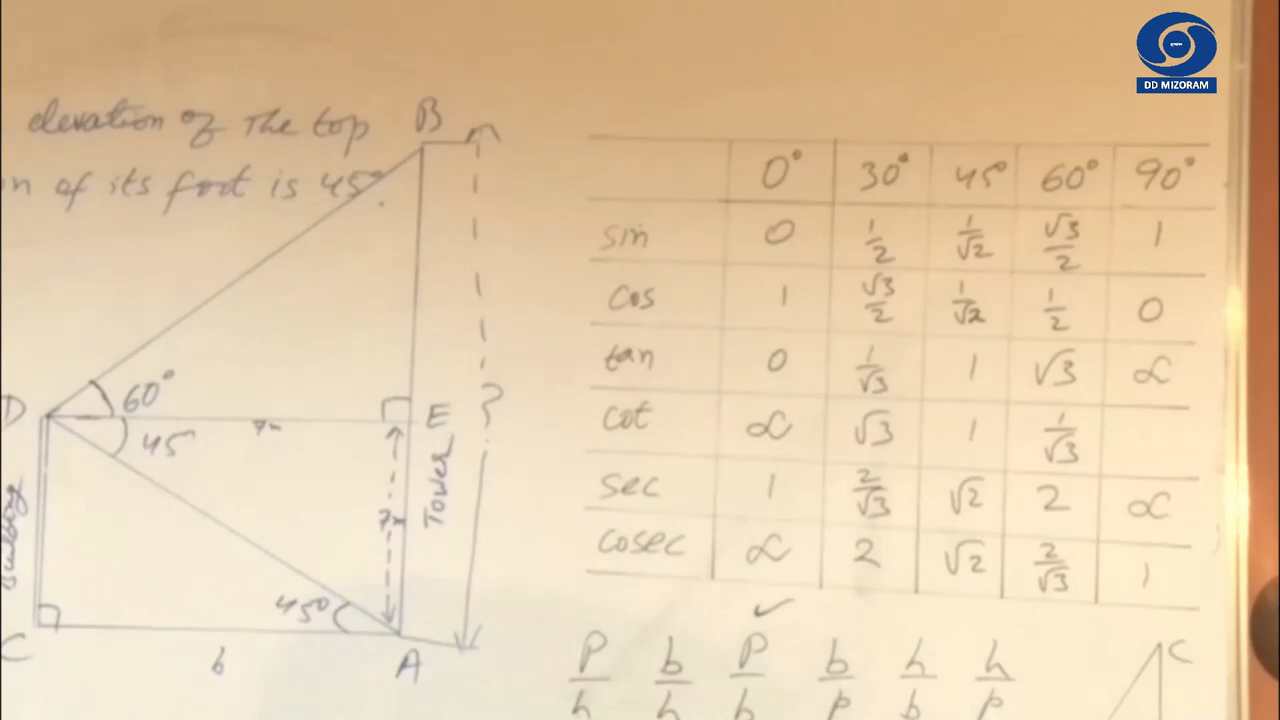 DD MIZORAM
elevation of the top
n of its foot is 45°.
B
D
60°
45
7m
E
Tower
?
Building
7m
45°
C
b
A
0° 30° 45° 60° 90°
sin 0 1/2 1/√2 √3/2 1
cos 1 √3/2 1/√2 1/2 0
tan 0 1/√3 1 √3 ∝
cot ∝ √3 1 1/√3
sec 1 2/√3 √2 2 ∝
cosec ∝ 2 √2 2/√3 1
✓
P/h b/h P/b b/p h/b h/p
C